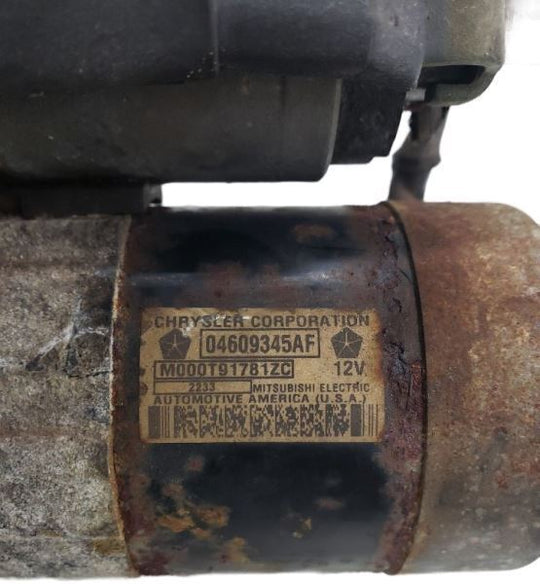 CHRYSLER CORPORATION
04609345AF
M000T91781ZC 12V
2233 MITSUBISHI ELECTRIC
AUTOMOTIVE AMERICA (U.S.A.)